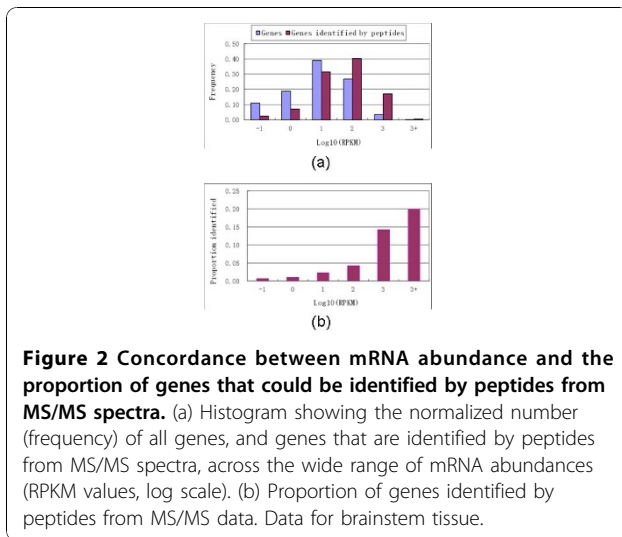 Genes Genes identified by peptides
Frequency
0.50
0.40
0.30
0.20
0.10
0.00
-1 0 1 2 3 3+
Log10(RPKM)
(a)
Proportion identified
0.25
0.20
0.15
0.10
0.05
0.00
-1 0 1 2 3 3+
Log10(RPKM)
(b)
Figure 2 Concordance between mRNA abundance and the
proportion of genes that could be identified by peptides from
MS/MS spectra. (a) Histogram showing the normalized number
(frequency) of all genes, and genes that are identified by peptides
from MS/MS spectra, across the wide range of mRNA abundances
(RPKM values, log scale). (b) Proportion of genes identified by
peptides from MS/MS data. Data for brainstem tissue.